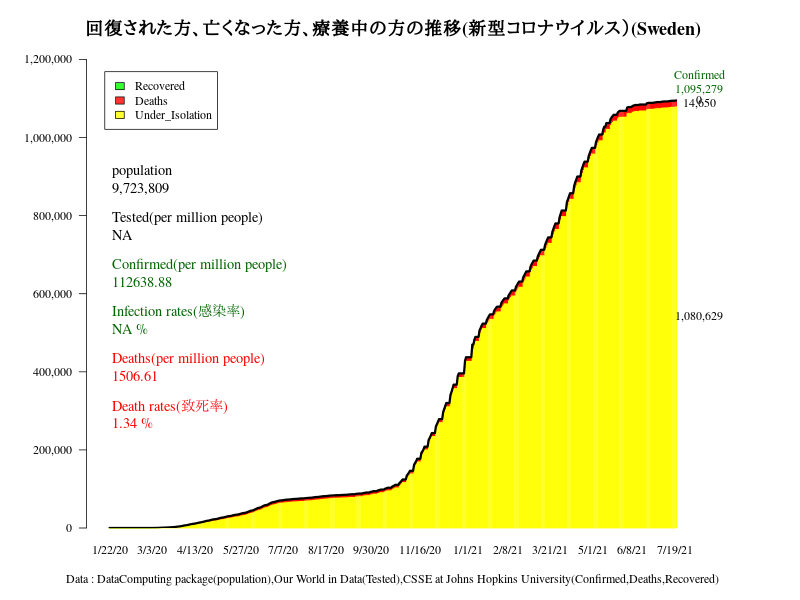 回復された方、亡くなった方、療養中の方の推移(新型コロナウイルス)(Sweden)
1,200,000
1,000,000
800,000
600,000
400,000
200,000
0
Recovered
Deaths
Under_Isolation
population
9,723,809
Tested(per million people)
NA
Confirmed(per million people)
112638.88
Infection rates(感染率)
NA %
Deaths(per million people)
1506.61
Death rates(致死率)
1.34 %
Confirmed
1,095,279
0
14,650
1,080,629
1/22/20 3/3/20 4/13/20 5/27/20 7/7/20 8/17/20 9/30/20 11/16/20 1/1/21 2/8/21 3/21/21 5/1/21 6/8/21 7/19/21
Data : DataComputing package(population),Our World in Data(Tested),CSSE at Johns Hopkins University(Confirmed,Deaths,Recovered)